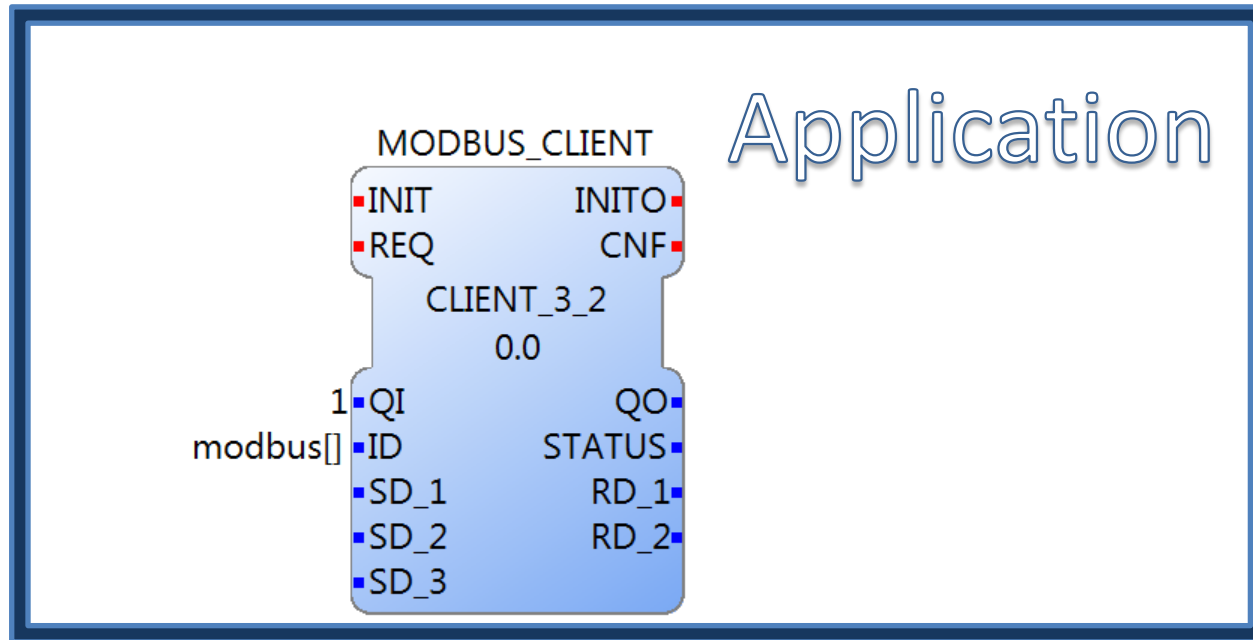 Application
MODBUS_CLIENT
INIT INITO
REQ CNF
CLIENT_3_2
0.0
1 QI QO
modbus[] ID STATUS
SD_1 RD_1
SD_2 RD_2
SD_3